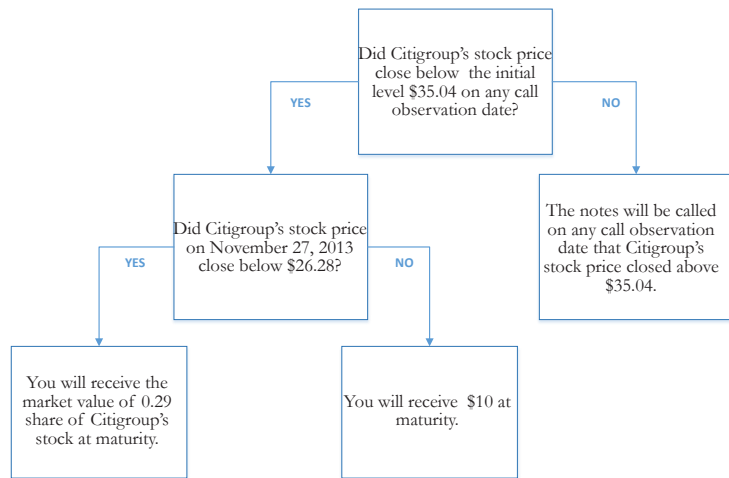 Did Citigroup's stock price
close below the initial
level $35.04 on any call
observation date?
YES
NO
Did Citigroup's stock price
on November 27, 2013
close below $26.28?
The notes will be called
on any call observation
date that Citigroup's
stock price closed above
$35.04.
YES
NO
You will receive the
market value of 0.29
share of Citigroup's
stock at maturity.
You will receive $10 at
maturity.